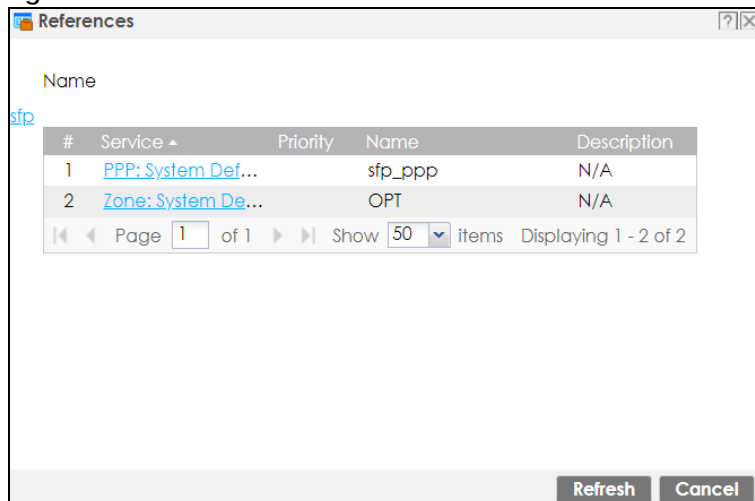 References ? X
Name
sfp
# Service Priority Name Description
1 PPP: System Def... sfp_ppp N/A
2 Zone: System De... OPT N/A
Page 1 of 1 Show 50 items Displaying 1 - 2 of 2
Refresh Cancel